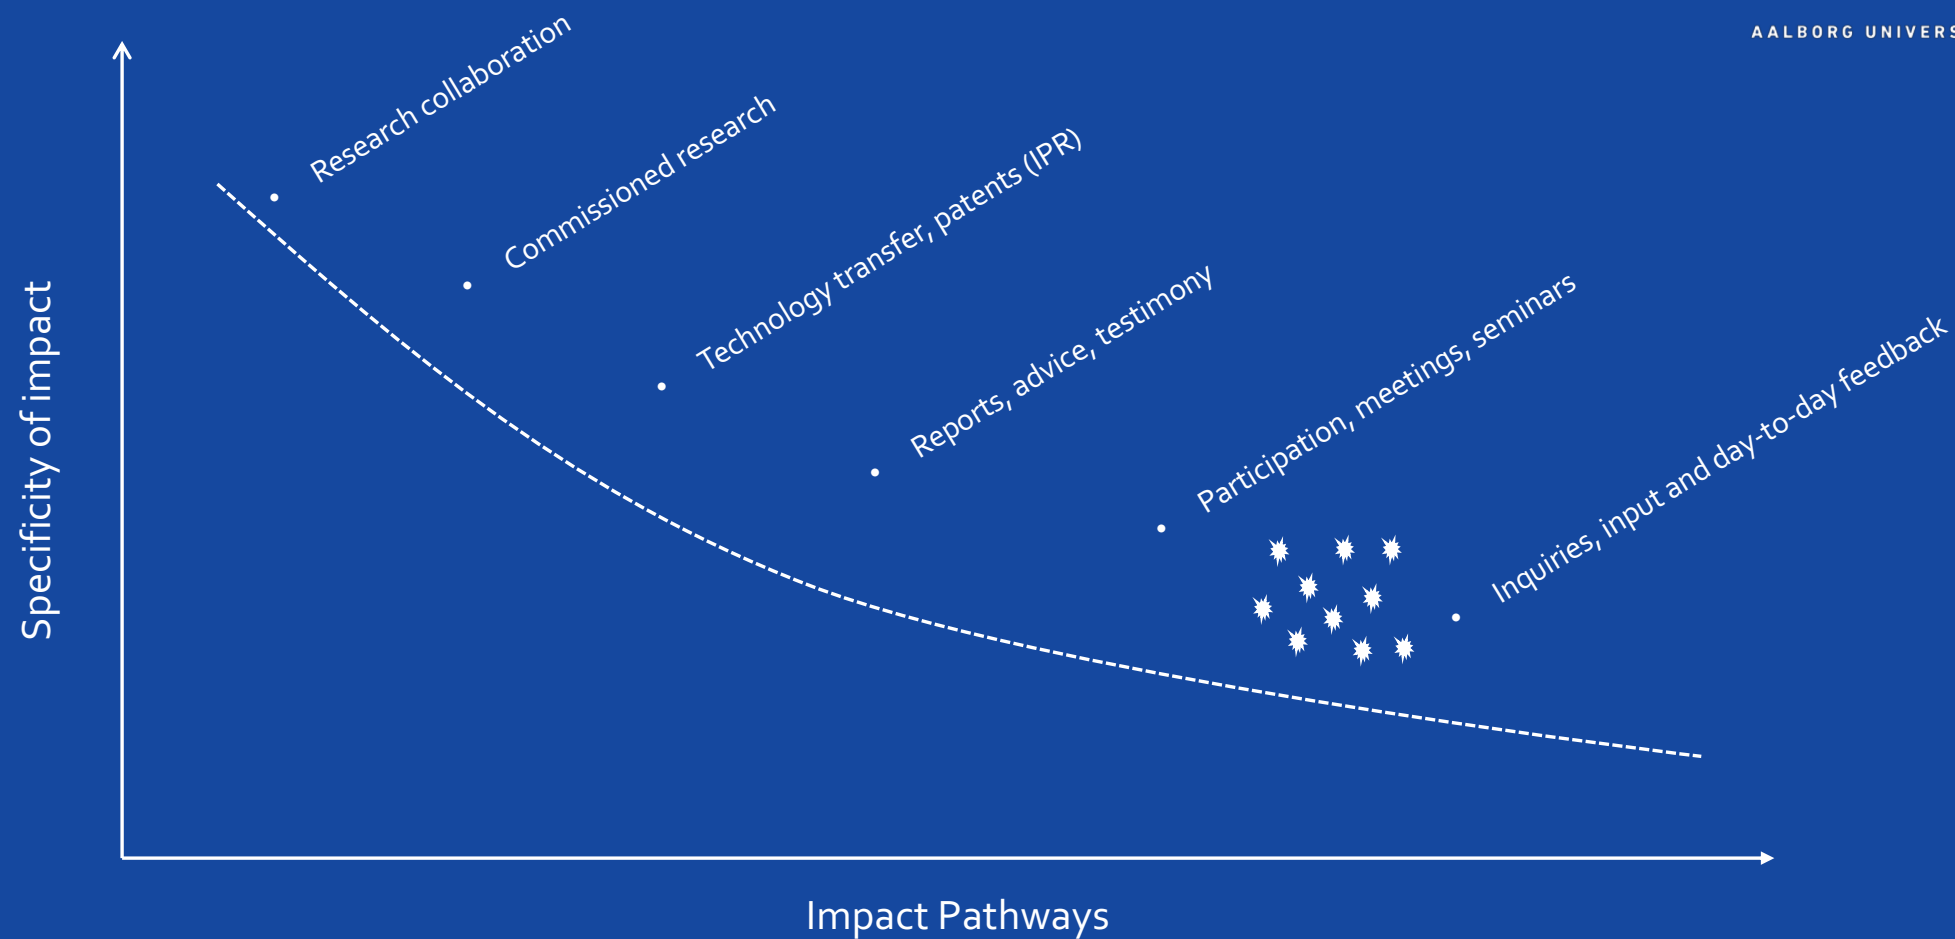 AALBORG UNIVERS
Research collaboration
Commissioned research
Technology transfer, patents (IPR)
Reports, advice, testimony
Participation, meetings, seminars
Inquiries, input and day-to-day feedback
Specificity of impact
Impact Pathways